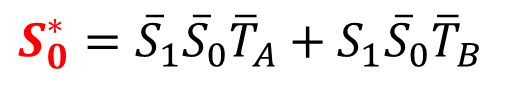 S₀* = S̄₁S̄₀T̄_A + S₁S̄₀T̄_B